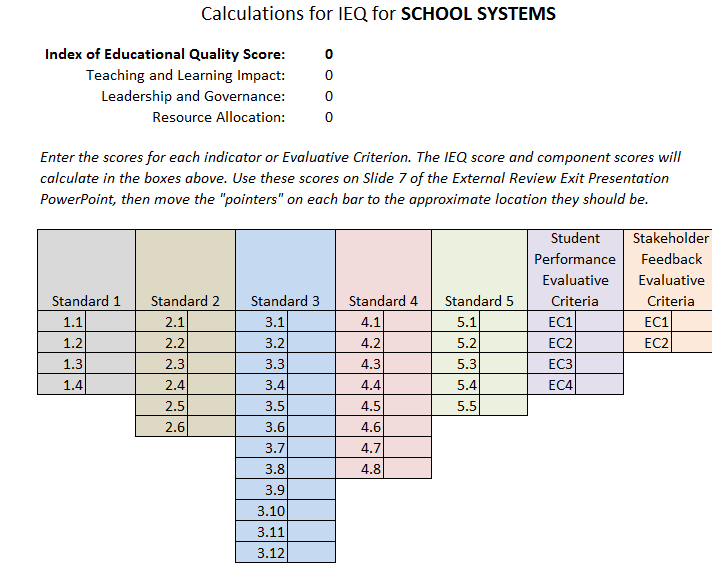 Calculations for IEQ for SCHOOL SYSTEMS
Index of Educational Quality Score: 0
Teaching and Learning Impact: 0
Leadership and Governance: 0
Resource Allocation: 0
Enter the scores for each indicator or Evaluative Criterion. The IEQ score and component scores will
calculate in the boxes above. Use these scores on Slide 7 of the External Review Exit Presentation
PowerPoint, then move the "pointers" on each bar to the approximate location they should be.
Student Stakeholder
Performance Feedback
Evaluative Evaluative
Standard 1 Standard 2 Standard 3 Standard 4 Standard 5 Criteria Criteria
1.1 2.1 3.1 4.1 5.1 EC1 EC1
1.2 2.2 3.2 4.2 5.2 EC2 EC2
1.3 2.3 3.3 4.3 5.3 EC3
1.4 2.4 3.4 4.4 5.4 EC4
2.5 3.5 4.5 5.5
2.6 3.6 4.6
3.7 4.7
3.8 4.8
3.9
3.10
3.11
3.12